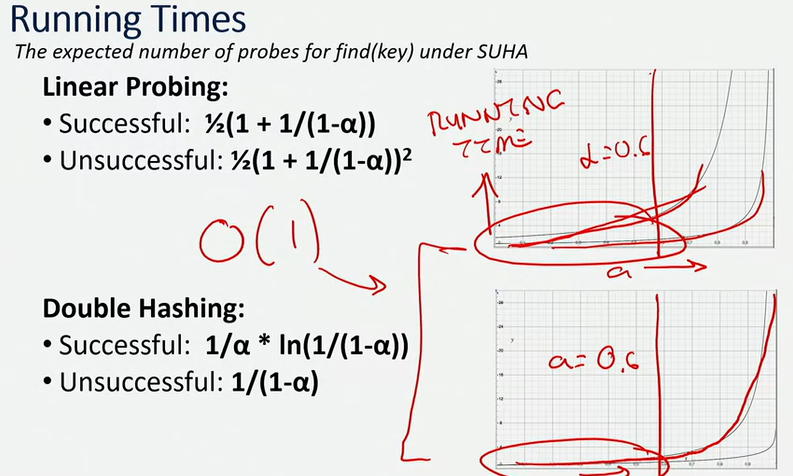 Running Times
The expected number of probes for find(key) under SUHA
Linear Probing:
• Successful: ½(1 + 1/(1-α))
• Unsuccessful: ½(1 + 1/(1-α))²
RUNNING
TIME
α=0.6
O(1)
a
Double Hashing:
• Successful: 1/α * ln(1/(1-α))
• Unsuccessful: 1/(1-α)
a=0.6